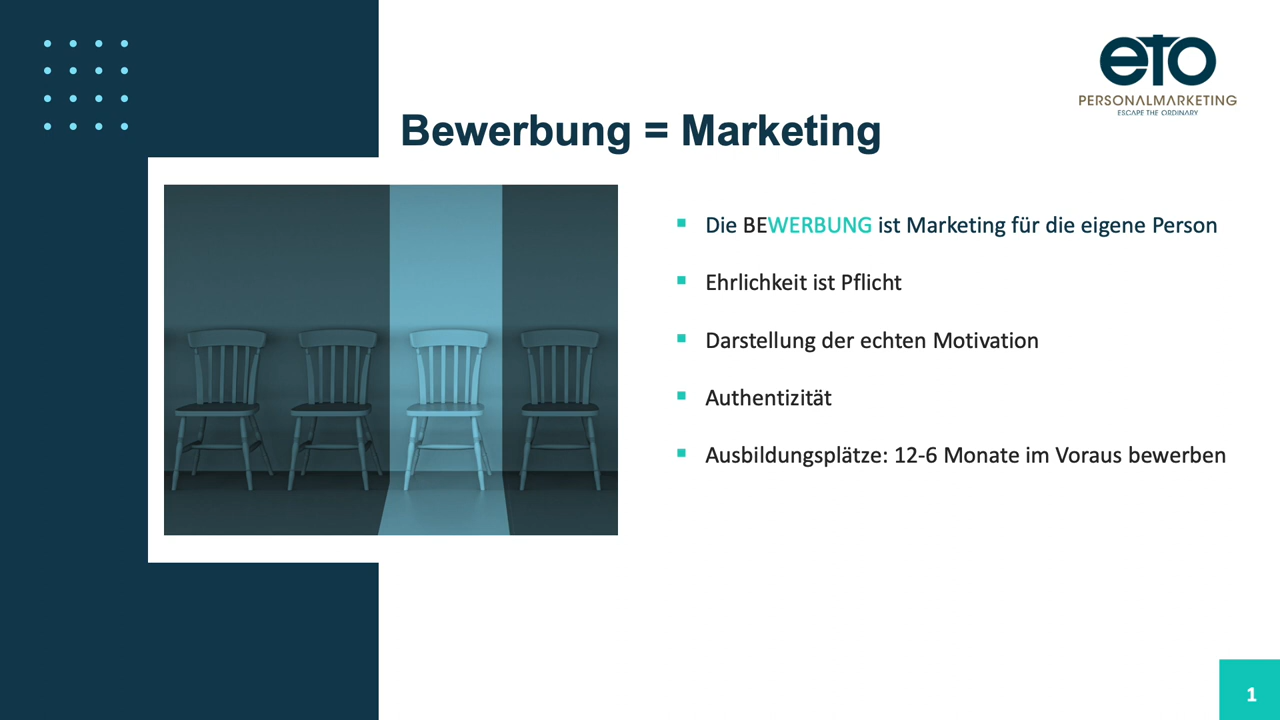 eTO
PERSONALMARKETING
ESCAPE THE ORDINARY
Bewerbung = Marketing
Die BEWERBUNG ist Marketing für die eigene Person
Ehrlichkeit ist Pflicht
Darstellung der echten Motivation
Authentizität
Ausbildungsplätze: 12-6 Monate im Voraus bewerben
1